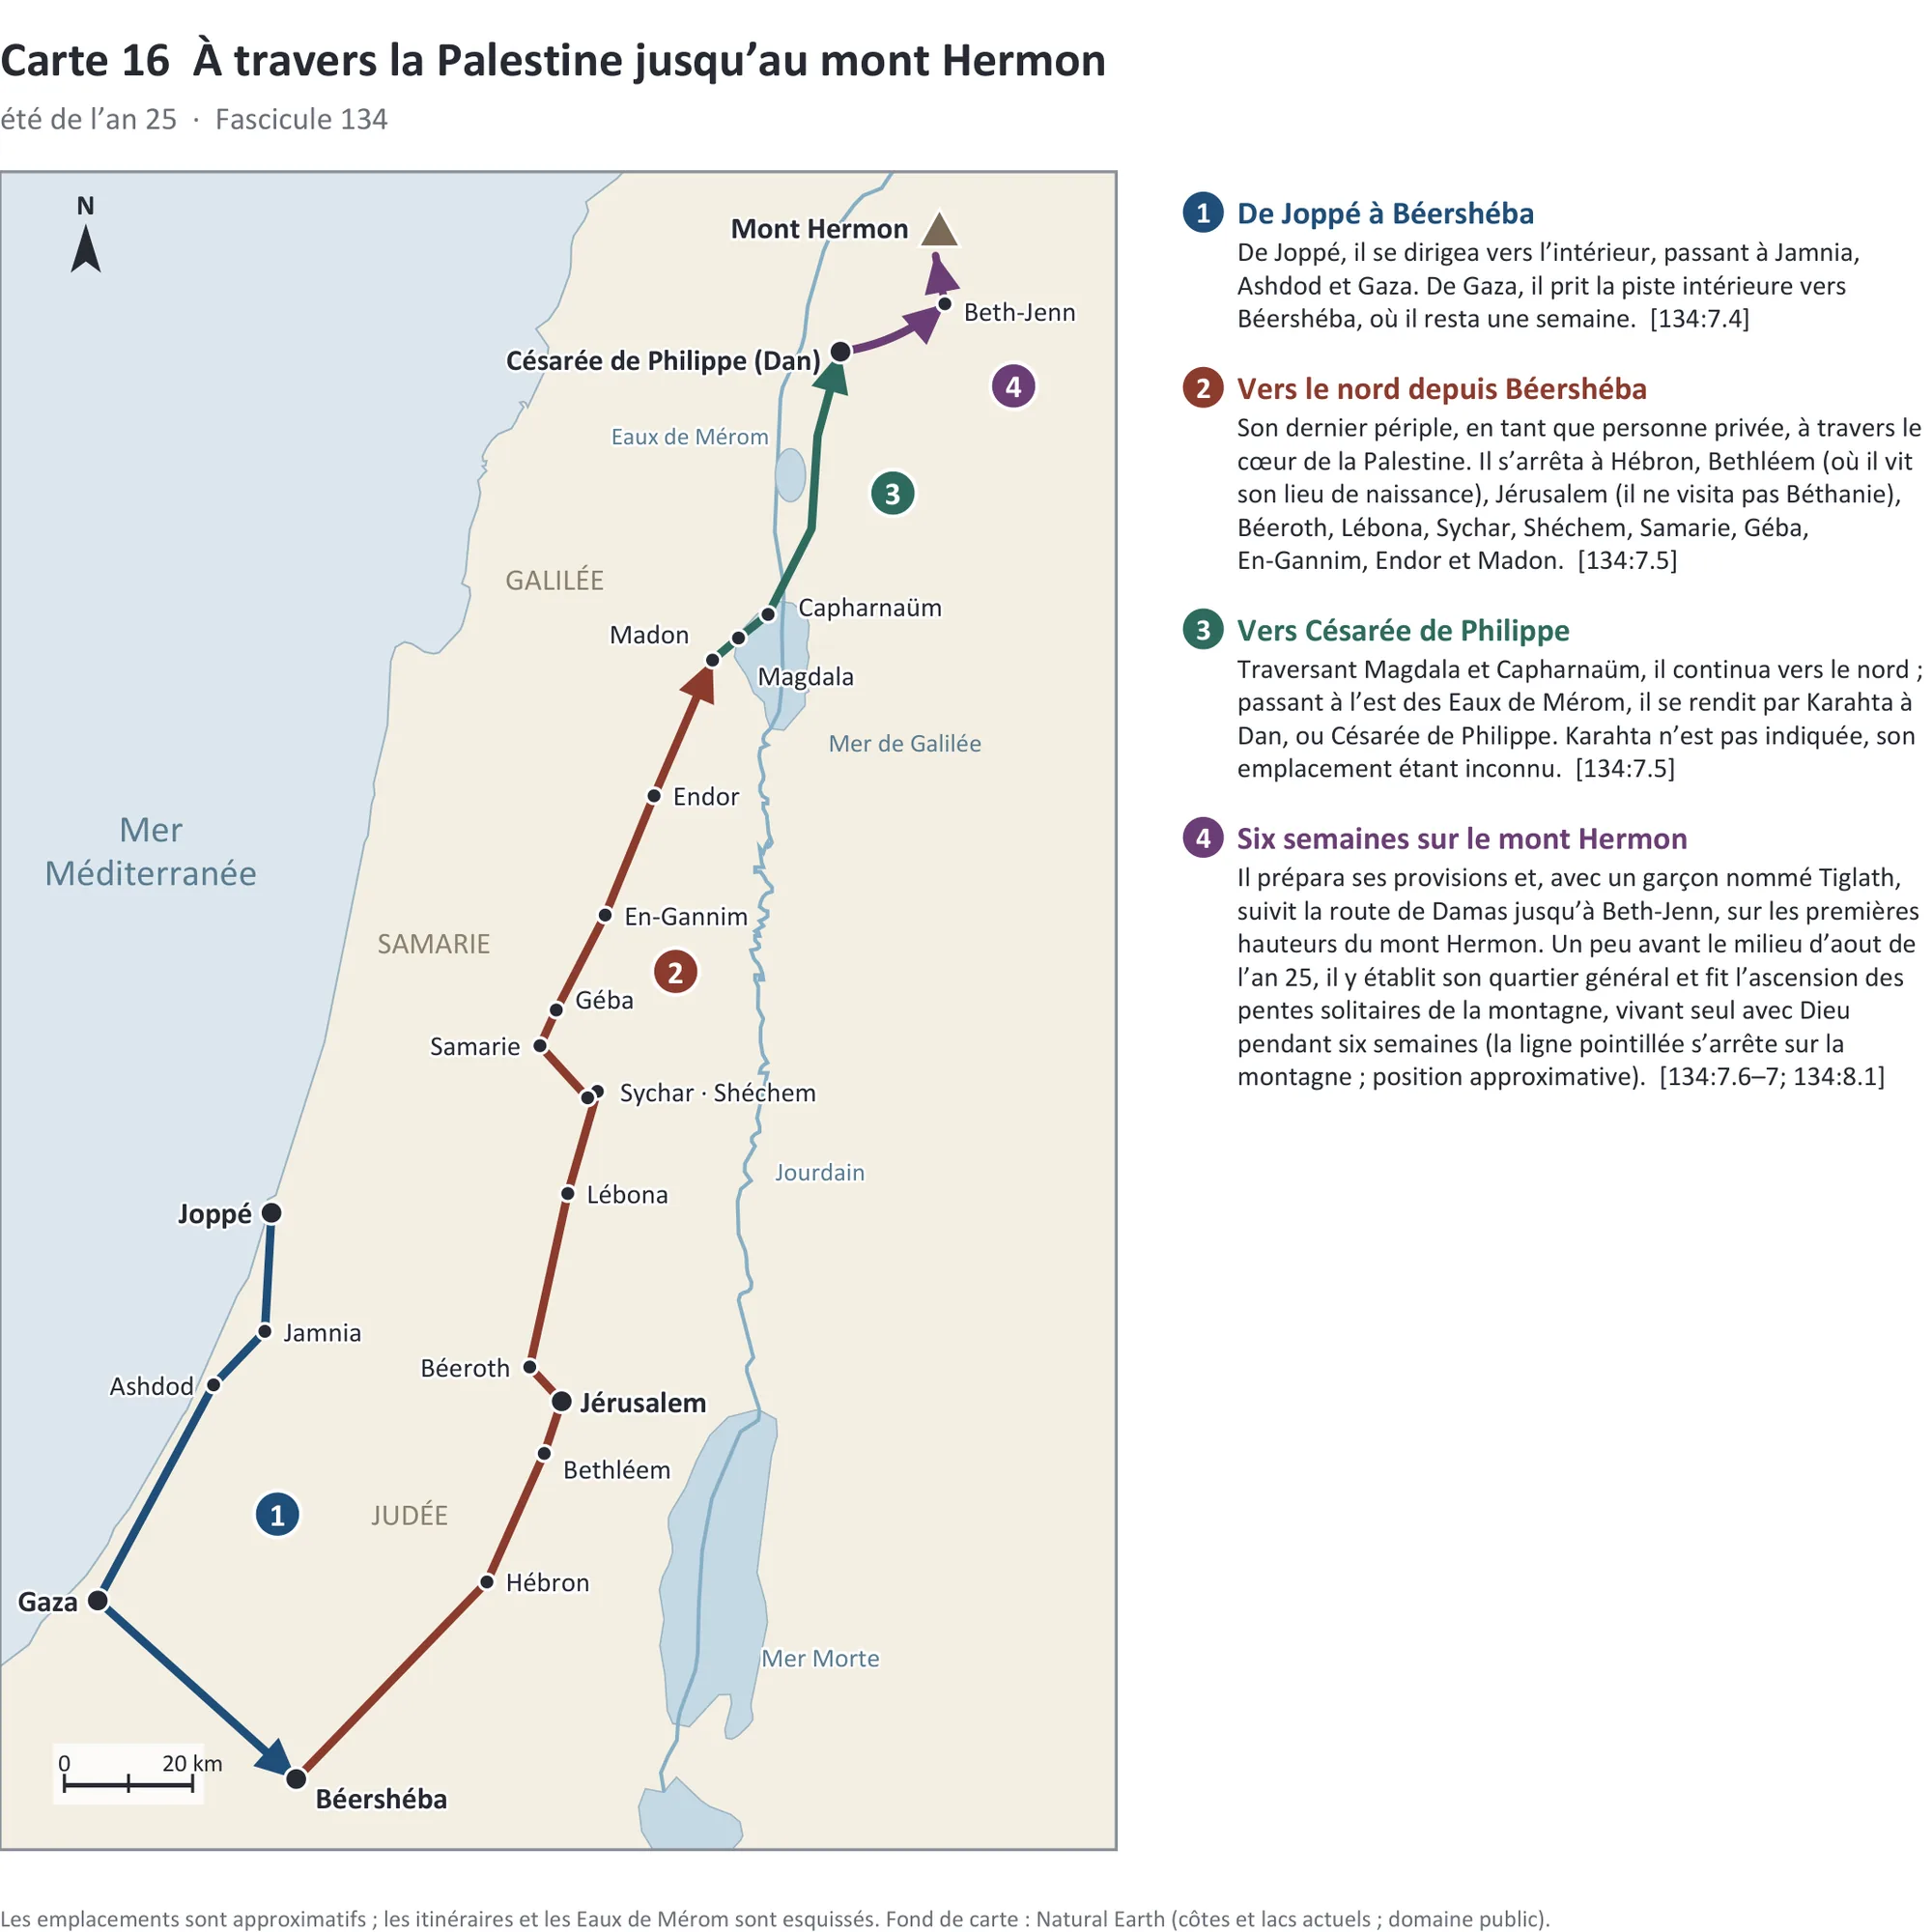 Carte 16 À travers la Palestine jusqu’au mont Hermon
été de l’an 25 · Fascicule 134
N
Mont Hermon
Beth-Jenn
Césarée de Philippe (Dan)
4
Eaux de Mérom
3
GALILÉE
Capharnaüm
Madon
Magdala
Mer de Galilée
Endor
Mer
Méditerranée
En-Gannim
SAMARIE
2
Géba
Samarie
Sychar · Shéchem
Jourdain
Lébona
Joppé
Jamnia
Béeroth
Ashdod
Jérusalem
Bethléem
1
JUDÉE
Hébron
Gaza
Mer Morte
0 20 km
Béershéba
1 De Joppé à Béershéba
De Joppé, il se dirigea vers l’intérieur, passant à Jamnia,
Ashdod et Gaza. De Gaza, il prit la piste intérieure vers
Béershéba, où il resta une semaine. [134:7.4]
2 Vers le nord depuis Béershéba
Son dernier périple, en tant que personne privée, à travers le
cœur de la Palestine. Il s’arrêta à Hébron, Bethléem (où il vit
son lieu de naissance), Jérusalem (il ne visita pas Béthanie),
Béeroth, Lébona, Sychar, Shéchem, Samarie, Géba,
En-Gannim, Endor et Madon. [134:7.5]
3 Vers Césarée de Philippe
Traversant Magdala et Capharnaüm, il continua vers le nord ;
passant à l’est des Eaux de Mérom, il se rendit par Karahta à
Dan, ou Césarée de Philippe. Karahta n’est pas indiquée, son
emplacement étant inconnu. [134:7.5]
4 Six semaines sur le mont Hermon
Il prépara ses provisions et, avec un garçon nommé Tiglath,
suivit la route de Damas jusqu’à Beth-Jenn, sur les premières
hauteurs du mont Hermon. Un peu avant le milieu d’aout de
l’an 25, il y établit son quartier général et fit l’ascension des
pentes solitaires de la montagne, vivant seul avec Dieu
pendant six semaines (la ligne pointillée s’arrête sur la
montagne ; position approximative). [134:7.6–7; 134:8.1]
Les emplacements sont approximatifs ; les itinéraires et les Eaux de Mérom sont esquissés. Fond de carte : Natural Earth (côtes et lacs actuels ; domaine public).